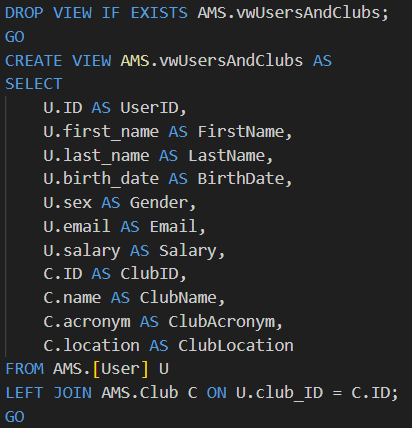 DROP VIEW IF EXISTS AMS.vwUsersAndClubs;
GO
CREATE VIEW AMS.vwUsersAndClubs AS
SELECT
    U.ID AS UserID,
    U.first_name AS FirstName,
    U.last_name AS LastName,
    U.birth_date AS BirthDate,
    U.sex AS Gender,
    U.email AS Email,
    U.salary AS Salary,
    C.ID AS ClubID,
    C.name AS ClubName,
    C.acronym AS ClubAcronym,
    C.location AS ClubLocation
FROM AMS.[User] U
LEFT JOIN AMS.Club C ON U.club_ID = C.ID;
GO